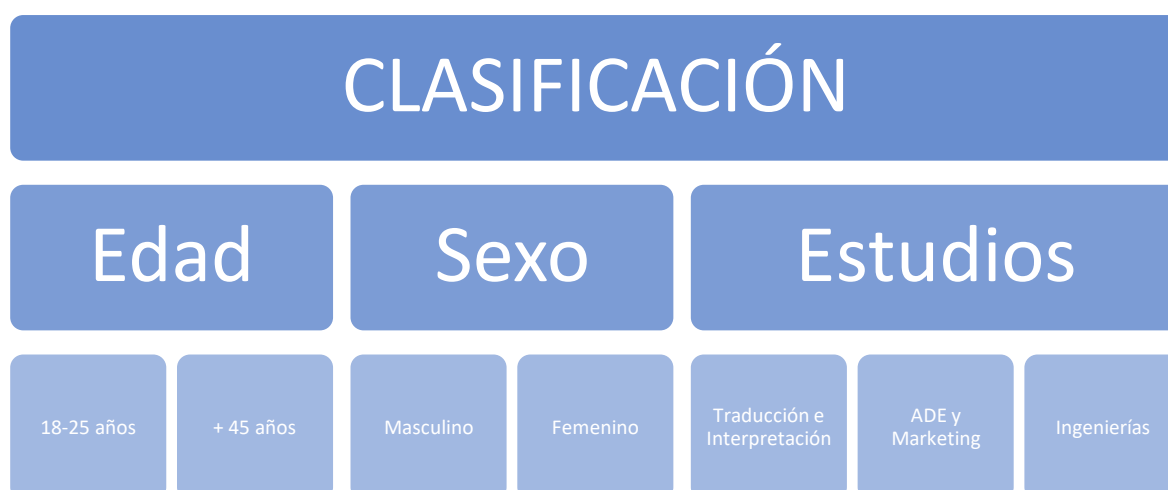 CLASIFICACIÓN
Edad
Sexo
Estudios
18-25 años
+ 45 años
Masculino
Femenino
Traducción e
Interpretación
ADE y
Marketing
Ingenierías